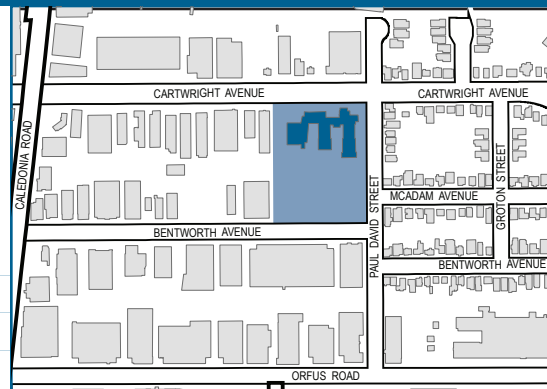 CARTWRIGHT AVENUE
CARTWRIGHT AVENUE
CALEDONIA ROAD
GROTON STREET
MCADAM AVENUE
PAUL DAVID STREET
BENTWORTH AVENUE
BENTWORTH AVENUE
ORFUS ROAD